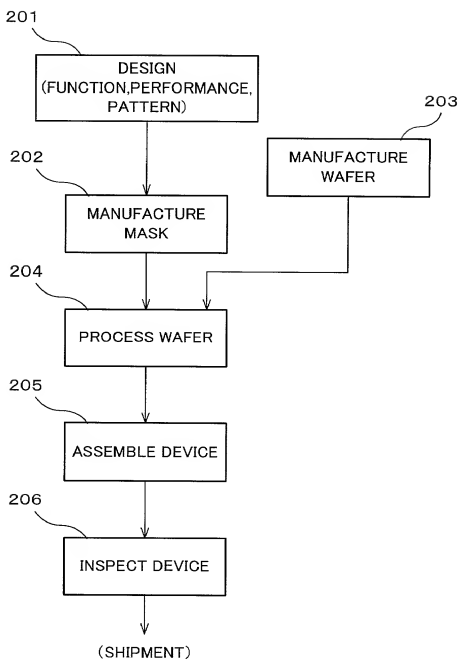 201
DESIGN
(FUNCTION,PERFORMANCE,
PATTERN)
203
MANUFACTURE
WAFER
202
MANUFACTURE
MASK
204
PROCESS WAFER
205
ASSEMBLE DEVICE
206
INSPECT DEVICE
(SHIPMENT)